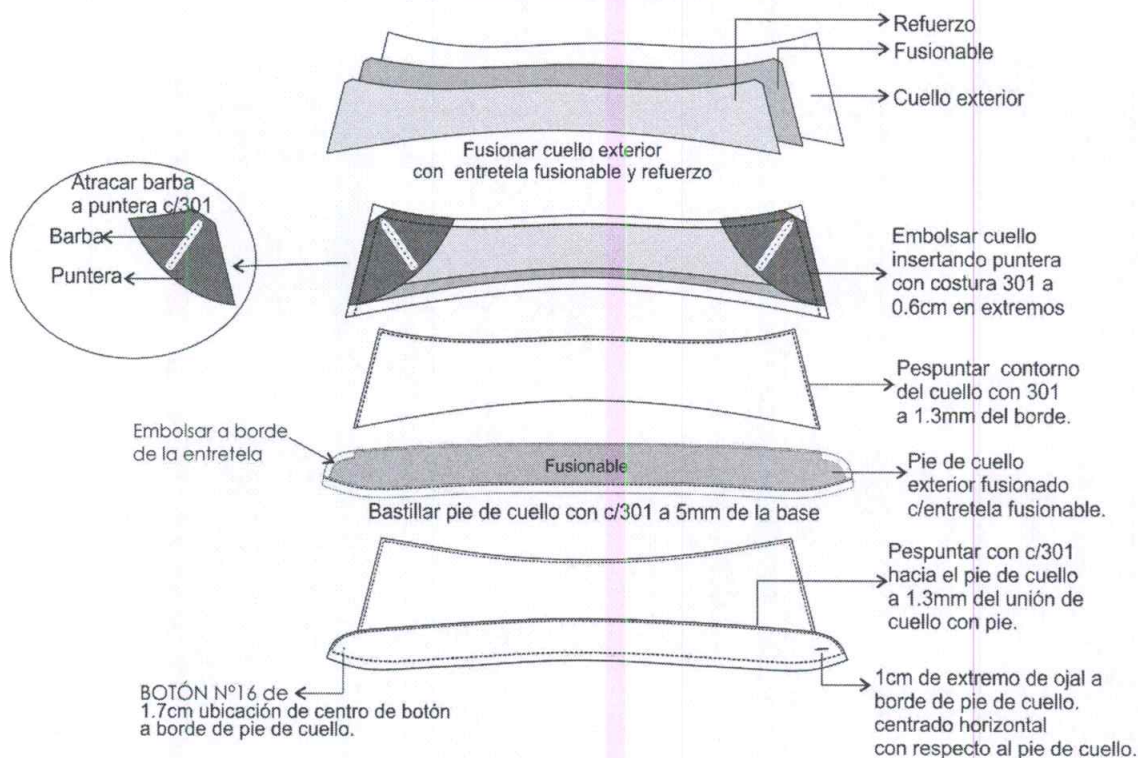 Refuerzo
Fusionable
Cuello exterior
Fusionar cuello exterior
con entretela fusionable y refuerzo
Atracar barba
a puntera c/301
Barba
Puntera
Embolsar cuello
insertando puntera
con costura 301 a
0.6cm en extremos
Pespuntar contorno
del cuello con 301
a 1.3mm del borde.
Embolsar a borde
de la entretela
Fusionable
Pie de cuello
exterior fusionado
c/entretela fusionable.
Bastillar pie de cuello con c/301 a 5mm de la base
Pespuntar con c/301
hacia el pie de cuello
a 1.3mm del unión de
cuello con pie.
BOTÓN Nº16 de
1.7cm ubicación de centro de botón
a borde de pie de cuello.
1cm de extremo de ojal a
borde de pie de cuello.
centrado horizontal
con respecto al pie de cuello.